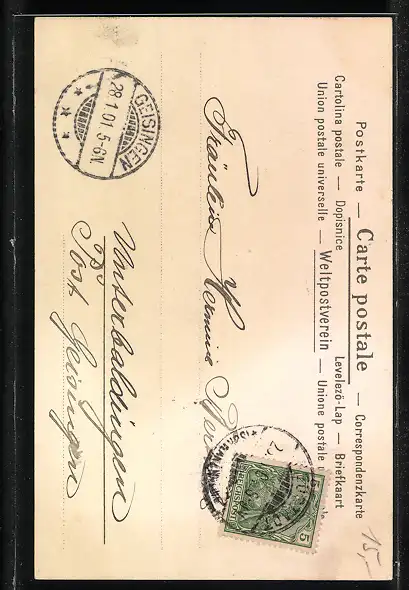 Postkarte — Carte postale — Correspondenzkarte
Cartolina postale — Dopisnice Levelezö-Lap — Briefkaart
Union postale universelle — Weltpostverein — Unione postale
Fräulein
Unterbaldingen
Post Geisingen
GEISINGEN
28.1.01. 5-6N.
5
15,-